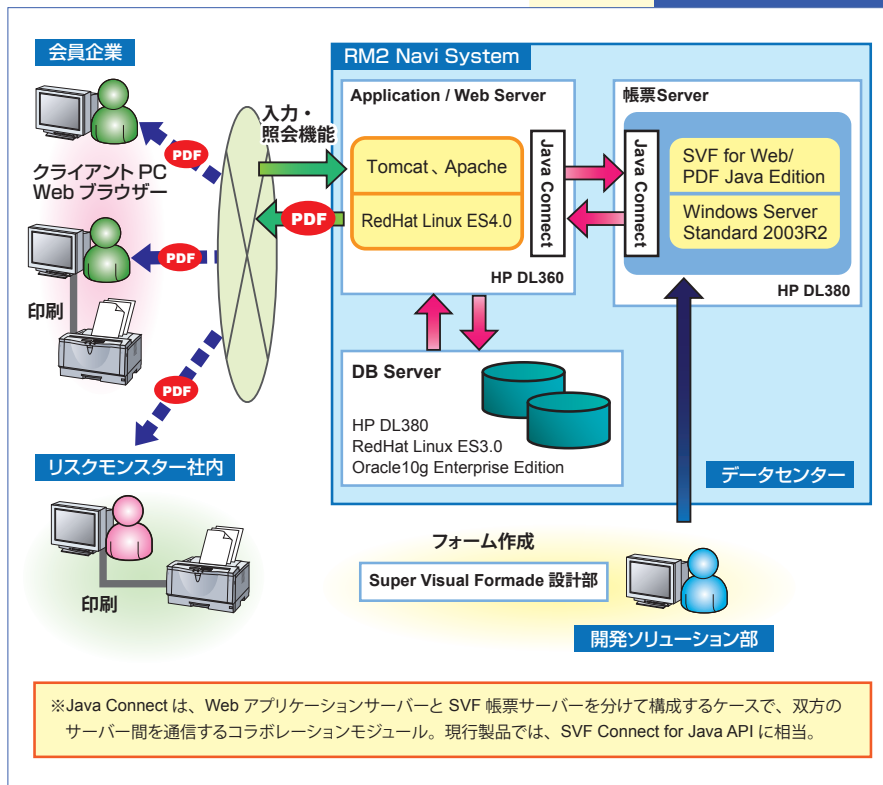 会員企業
PDF
クライアント PC
Web ブラウザー
PDF
印刷
PDF
リスクモンスター社内
印刷
入力・
照会機能
PDF
RM2 Navi System
Application / Web Server
Tomcat 、Apache
RedHat Linux ES4.0
Java Connect
HP DL360
帳票Server
Java Connect
SVF for Web/
PDF Java Edition
Windows Server
Standard 2003R2
HP DL380
DB Server
HP DL380
RedHat Linux ES3.0
Oracle10g Enterprise Edition
データセンター
フォーム作成
Super Visual Formade 設計部
開発ソリューション部
※Java Connect は、Web アプリケーションサーバーと SVF 帳票サーバーを分けて構成するケースで、双方の
サーバー間を通信するコラボレーションモジュール。現行製品では、SVF Connect for Java API に相当。